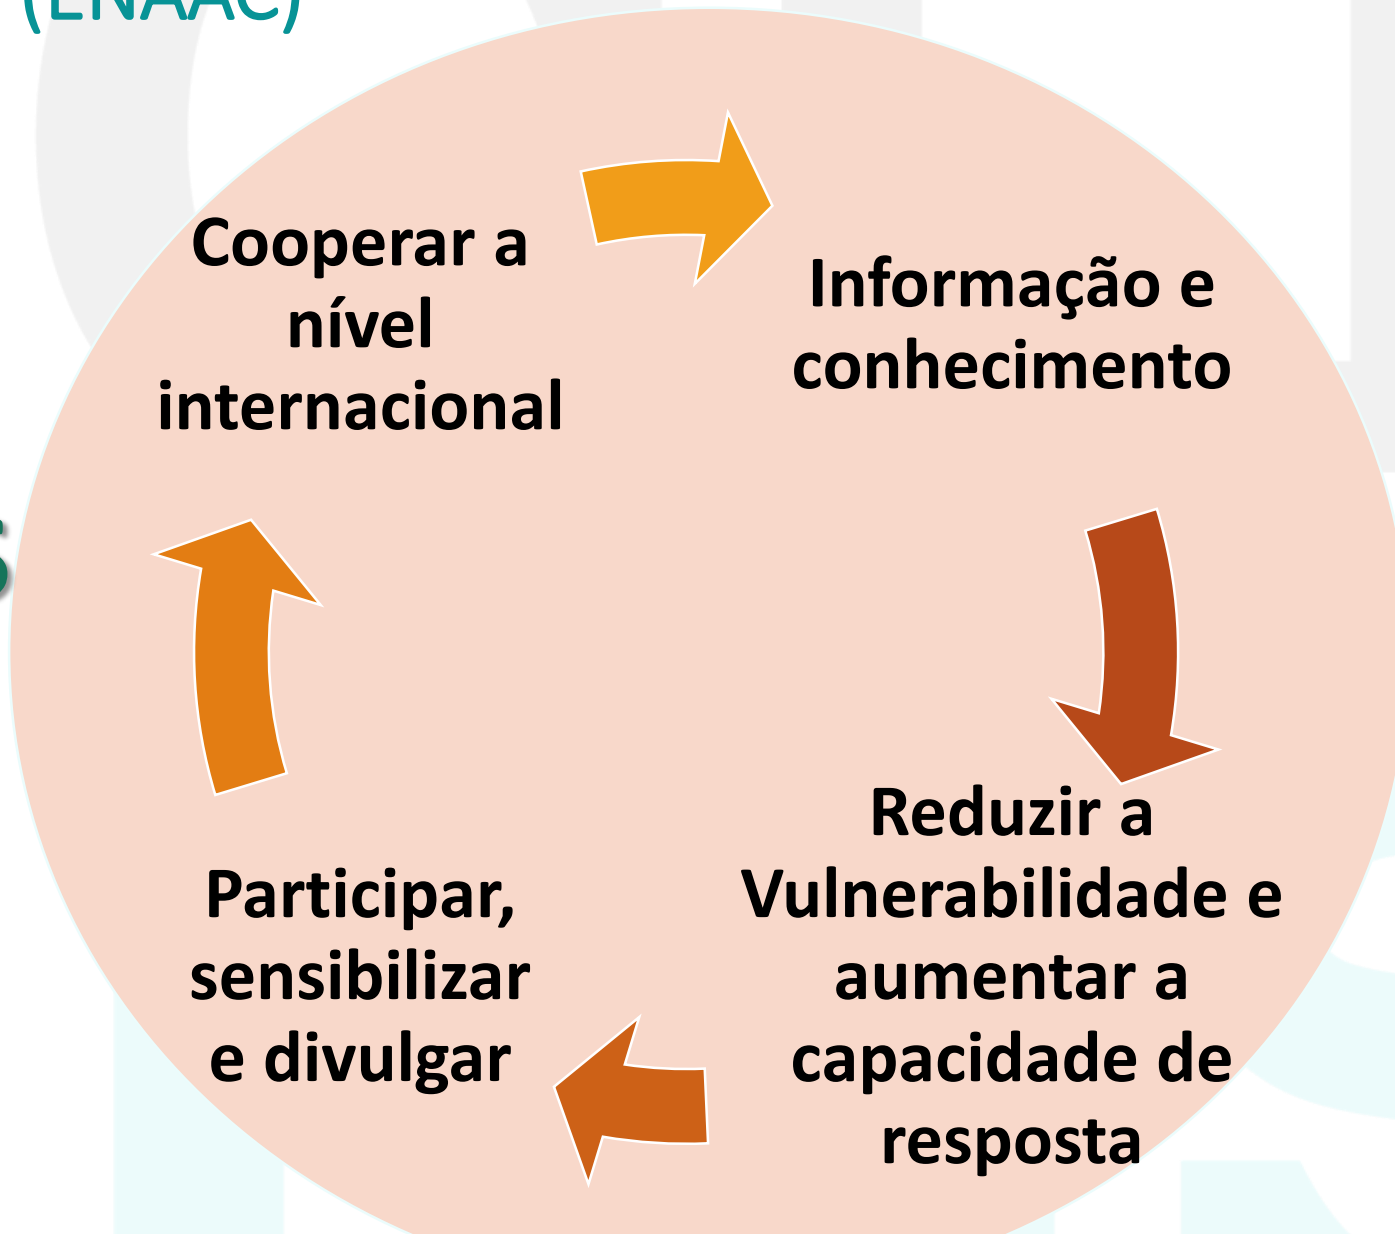 (ENAAC)
Cooperar a
nível
internacional
Informação e
conhecimento
Reduzir a
Vulnerabilidade e
aumentar a
capacidade de
resposta
Participar,
sensibilizar
e divulgar